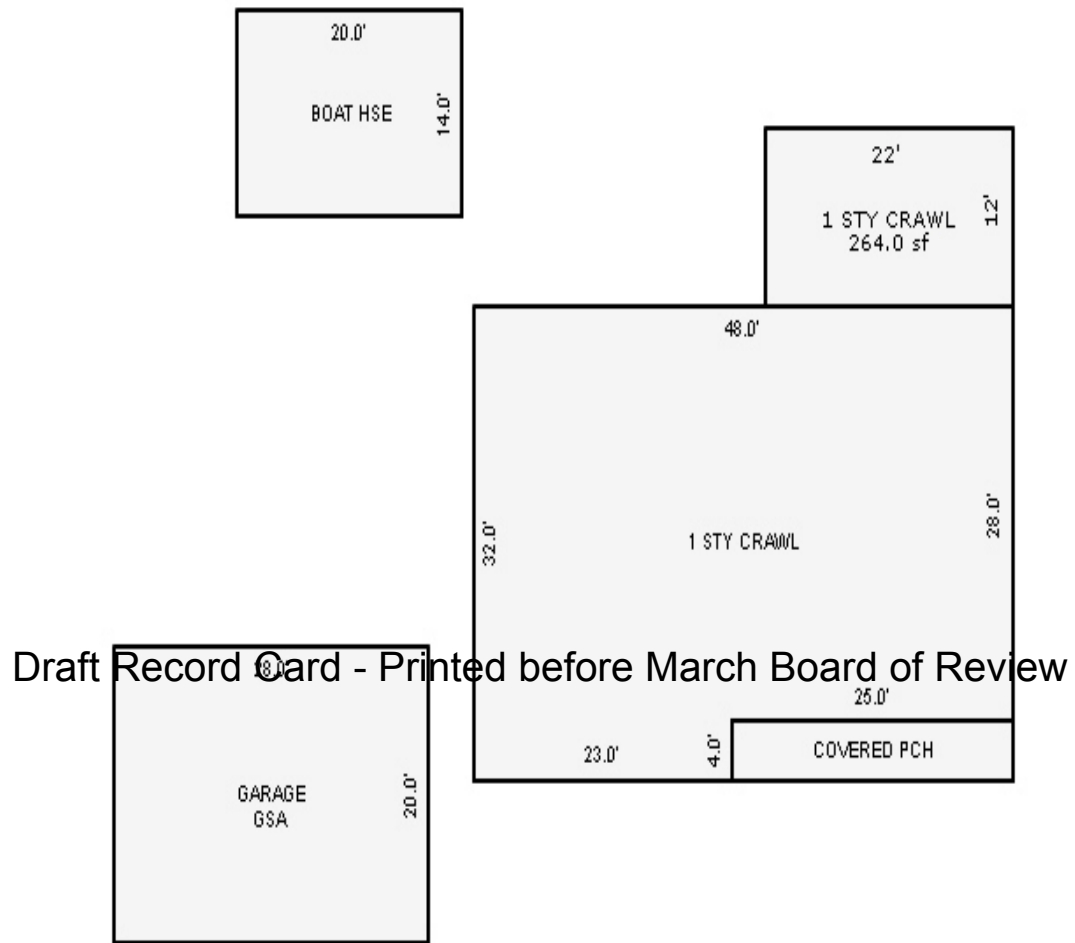 20.0'
BOAT HSE
14.0'
22'
12'
1 STY CRAWL
264.0 sf
48.0'
32.0'
1 STY CRAWL
28.0'
Draft Record Card - Printed before March Board of Review
28.0'
25.0'
23.0'
4.0'
COVERED PCH
GARAGE
GSA
20.0'